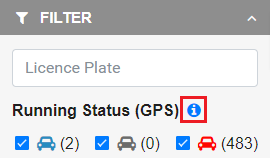 FILTER
Licence Plate
Running Status (GPS)
(2) (0) (483)